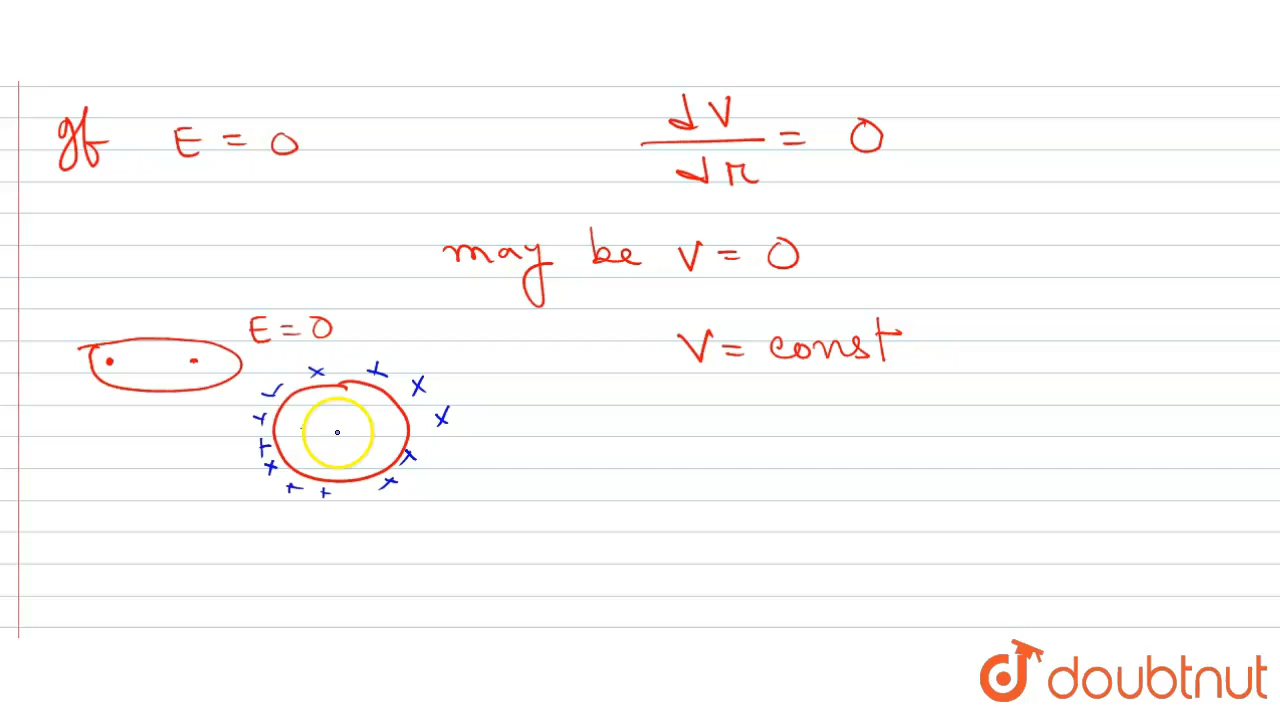 If E = 0
dV/dr = 0
may be V = 0
E = 0
V = const
doubtnut